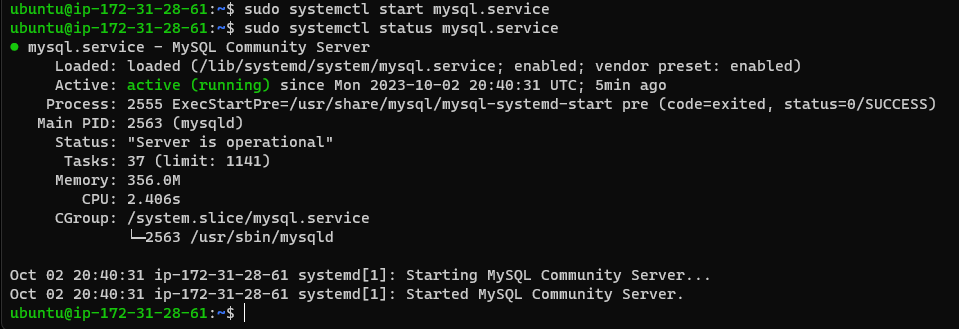 ubuntu@ip-172-31-28-61:~$ sudo systemctl start mysql.service
ubuntu@ip-172-31-28-61:~$ sudo systemctl status mysql.service
● mysql.service - MySQL Community Server
     Loaded: loaded (/lib/systemd/system/mysql.service; enabled; vendor preset: enabled)
     Active: active (running) since Mon 2023-10-02 20:40:31 UTC; 5min ago
    Process: 2555 ExecStartPre=/usr/share/mysql/mysql-systemd-start pre (code=exited, status=0/SUCCESS)
   Main PID: 2563 (mysqld)
     Status: "Server is operational"
      Tasks: 37 (limit: 1141)
     Memory: 356.0M
        CPU: 2.406s
     CGroup: /system.slice/mysql.service
             └─2563 /usr/sbin/mysqld

Oct 02 20:40:31 ip-172-31-28-61 systemd[1]: Starting MySQL Community Server...
Oct 02 20:40:31 ip-172-31-28-61 systemd[1]: Started MySQL Community Server.
ubuntu@ip-172-31-28-61:~$